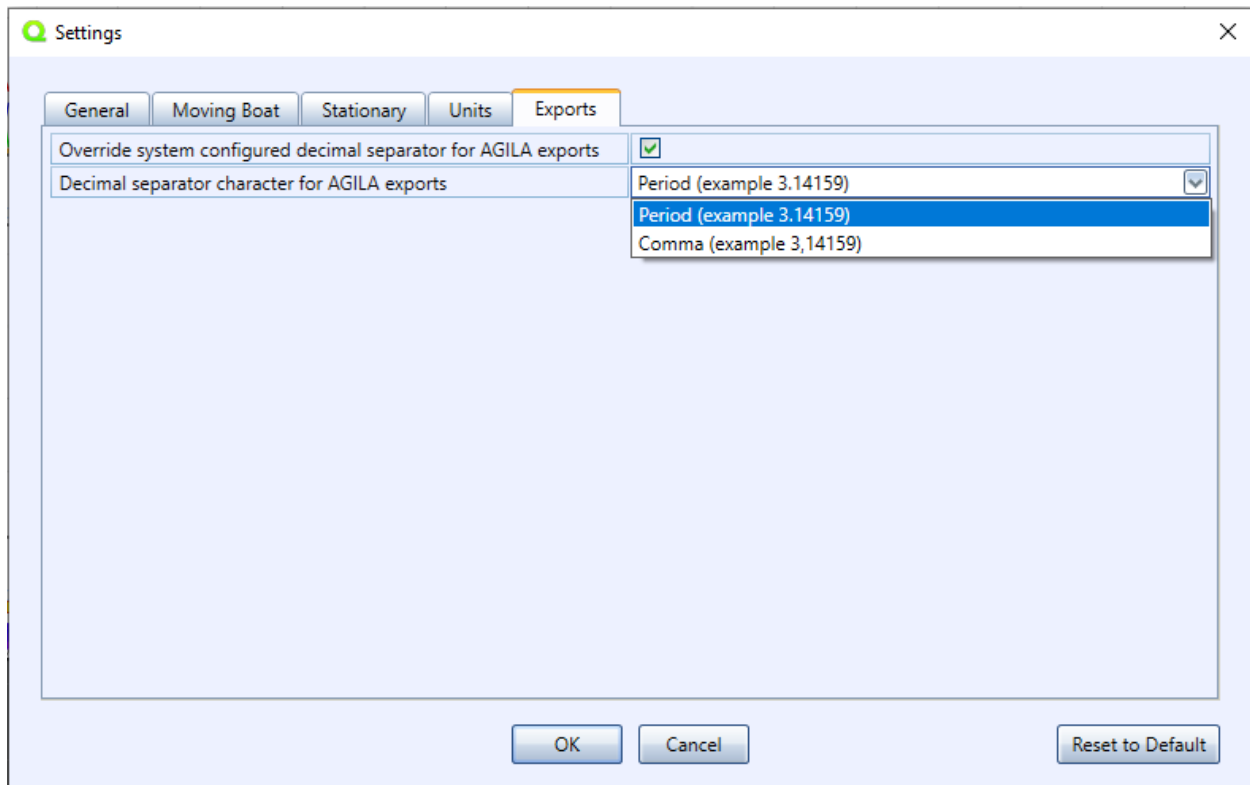 Settings
General Moving Boat Stationary Units Exports
Override system configured decimal separator for AGILA exports
Decimal separator character for AGILA exports Period (example 3.14159)
Period (example 3.14159)
Comma (example 3,14159)
OK Cancel Reset to Default